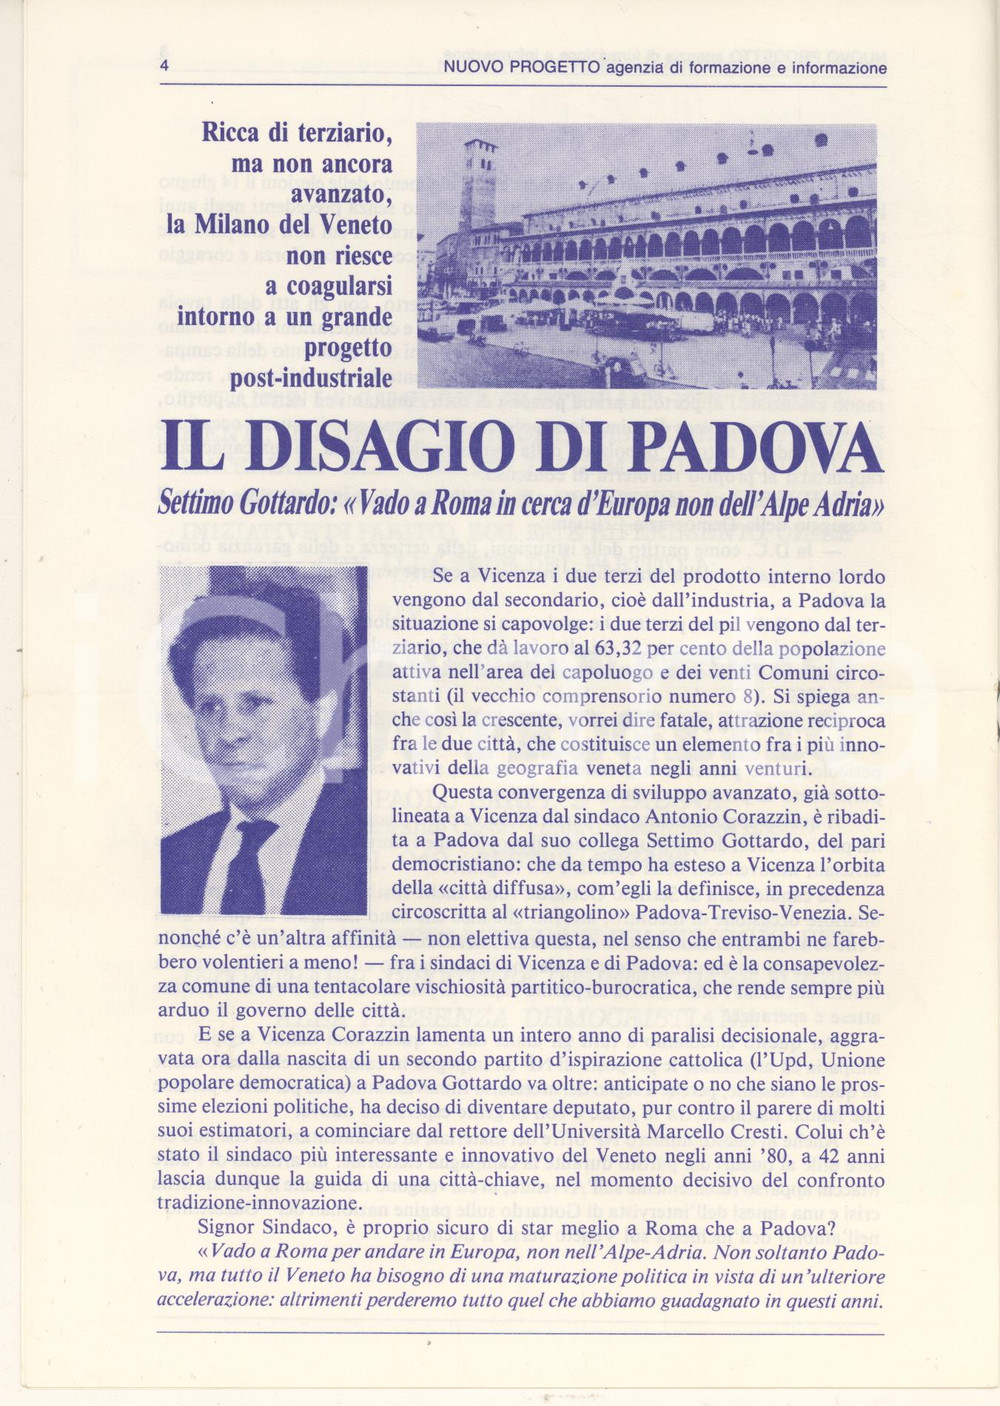 4
NUOVO PROGETTO agenzia di formazione e informazione
Ricca di terziario,
ma non ancora
avanzato,
la Milano del Veneto
non riesce
a coagularsi
intorno a un grande
progetto
post-industriale
IL DISAGIO DI PADOVA
Settimo Gottardo: «Vado a Roma in cerca d'Europa non dell'Alpe Adria»
Se a Vicenza i due terzi del prodotto interno lordo
vengono dal secondario, cioè dall'industria, a Padova la
situazione si capovolge: i due terzi del pil vengono dal ter-
ziario, che dà lavoro al 63,32 per cento della popolazione
attiva nell'area del capoluogo e dei venti Comuni circo-
stanti (il vecchio comprensorio numero 8). Si spiega an-
che così la crescente, vorrei dire fatale, attrazione reciproca
fra le due città, che costituisce un elemento fra i più inno-
vativi della geografia veneta negli anni venturi.
Questa convergenza di sviluppo avanzato, già sotto-
lineata a Vicenza dal sindaco Antonio Corazzin, è ribadi-
ta a Padova dal suo collega Settimo Gottardo, del pari
democristiano: che da tempo ha esteso a Vicenza l'orbita
della «città diffusa», com'egli la definisce, in precedenza
circoscritta al «triangolino» Padova-Treviso-Venezia. Se-
nonché c'è un'altra affinità — non elettiva questa, nel senso che entrambi ne fareb-
bero volentieri a meno! — fra i sindaci di Vicenza e di Padova: ed è la consapevolez-
za comune di una tentacolare vischiosità partitico-burocratica, che rende sempre più
arduo il governo delle città.
E se a Vicenza Corazzin lamenta un intero anno di paralisi decisionale, aggra-
vata ora dalla nascita di un secondo partito d'ispirazione cattolica (l'Upd, Unione
popolare democratica) a Padova Gottardo va oltre: anticipate o no che siano le pros-
sime elezioni politiche, ha deciso di diventare deputato, pur contro il parere di molti
suoi estimatori, a cominciare dal rettore dell'Università Marcello Cresti. Colui ch'è
stato il sindaco più interessante e innovativo del Veneto negli anni '80, a 42 anni
lascia dunque la guida di una città-chiave, nel momento decisivo del confronto
tradizione-innovazione.
Signor Sindaco, è proprio sicuro di star meglio a Roma che a Padova?
«Vado a Roma per andare in Europa, non nell'Alpe-Adria. Non soltanto Pado-
va, ma tutto il Veneto ha bisogno di una maturazione politica in vista di un'ulteriore
accelerazione: altrimenti perderemo tutto quel che abbiamo guadagnato in questi anni.